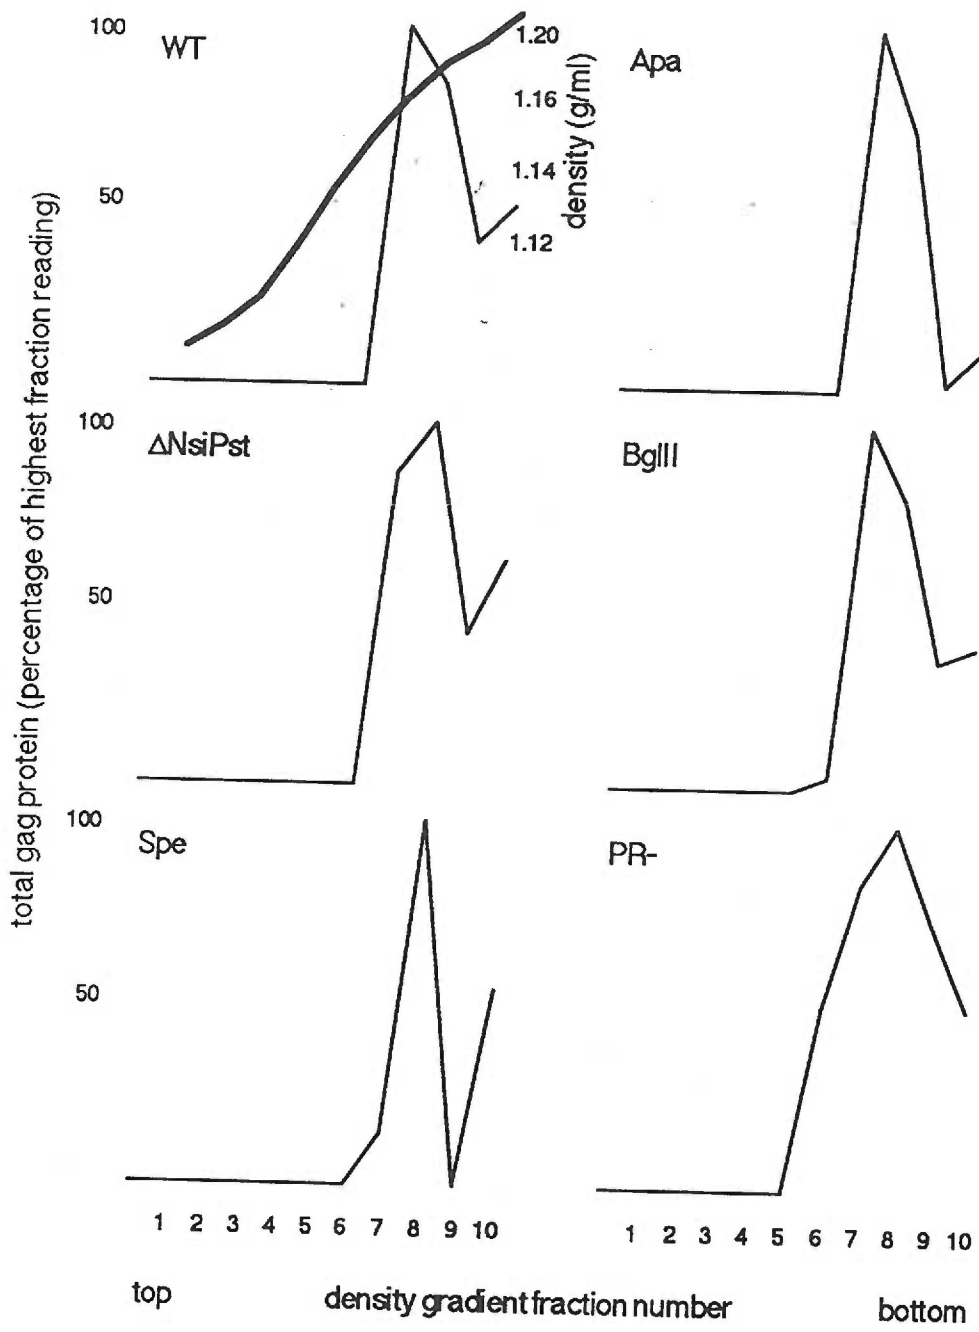 total gag protein (percentage of highest fraction reading)
100
50
WT
1.20
1.16
1.14
1.12
density (g/ml)
Apa
100
50
ΔNsiPst
BglII
100
50
Spe
PR-
1 2 3 4 5 6 7 8 9 10
1 2 3 4 5 6 7 8 9 10
top density gradient fraction number bottom